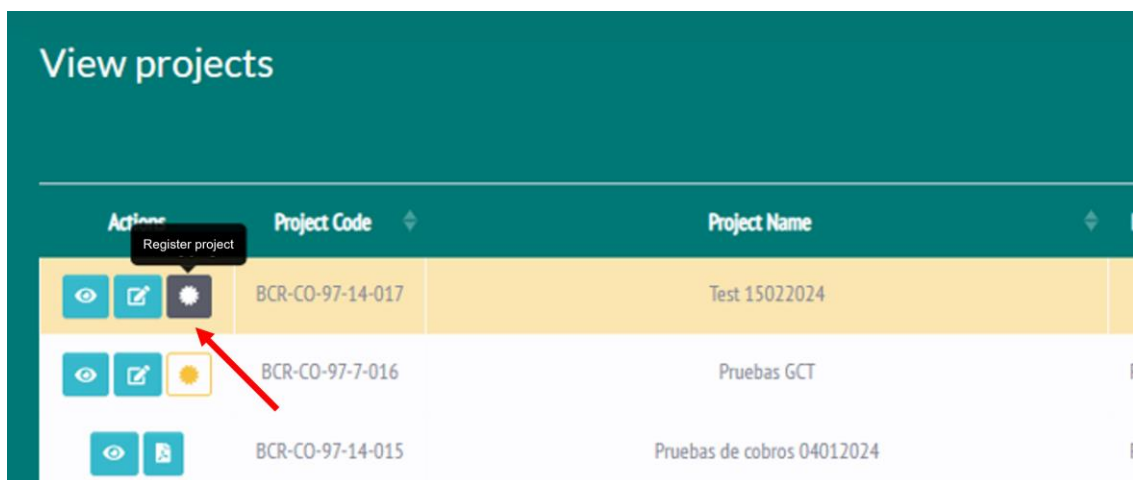 View projects
Actions Project Code Project Name
Register project
BCR-CO-97-14-017 Test 15022024
BCR-CO-97-7-016 Pruebas GCT
BCR-CO-97-14-015 Pruebas de cobros 04012024